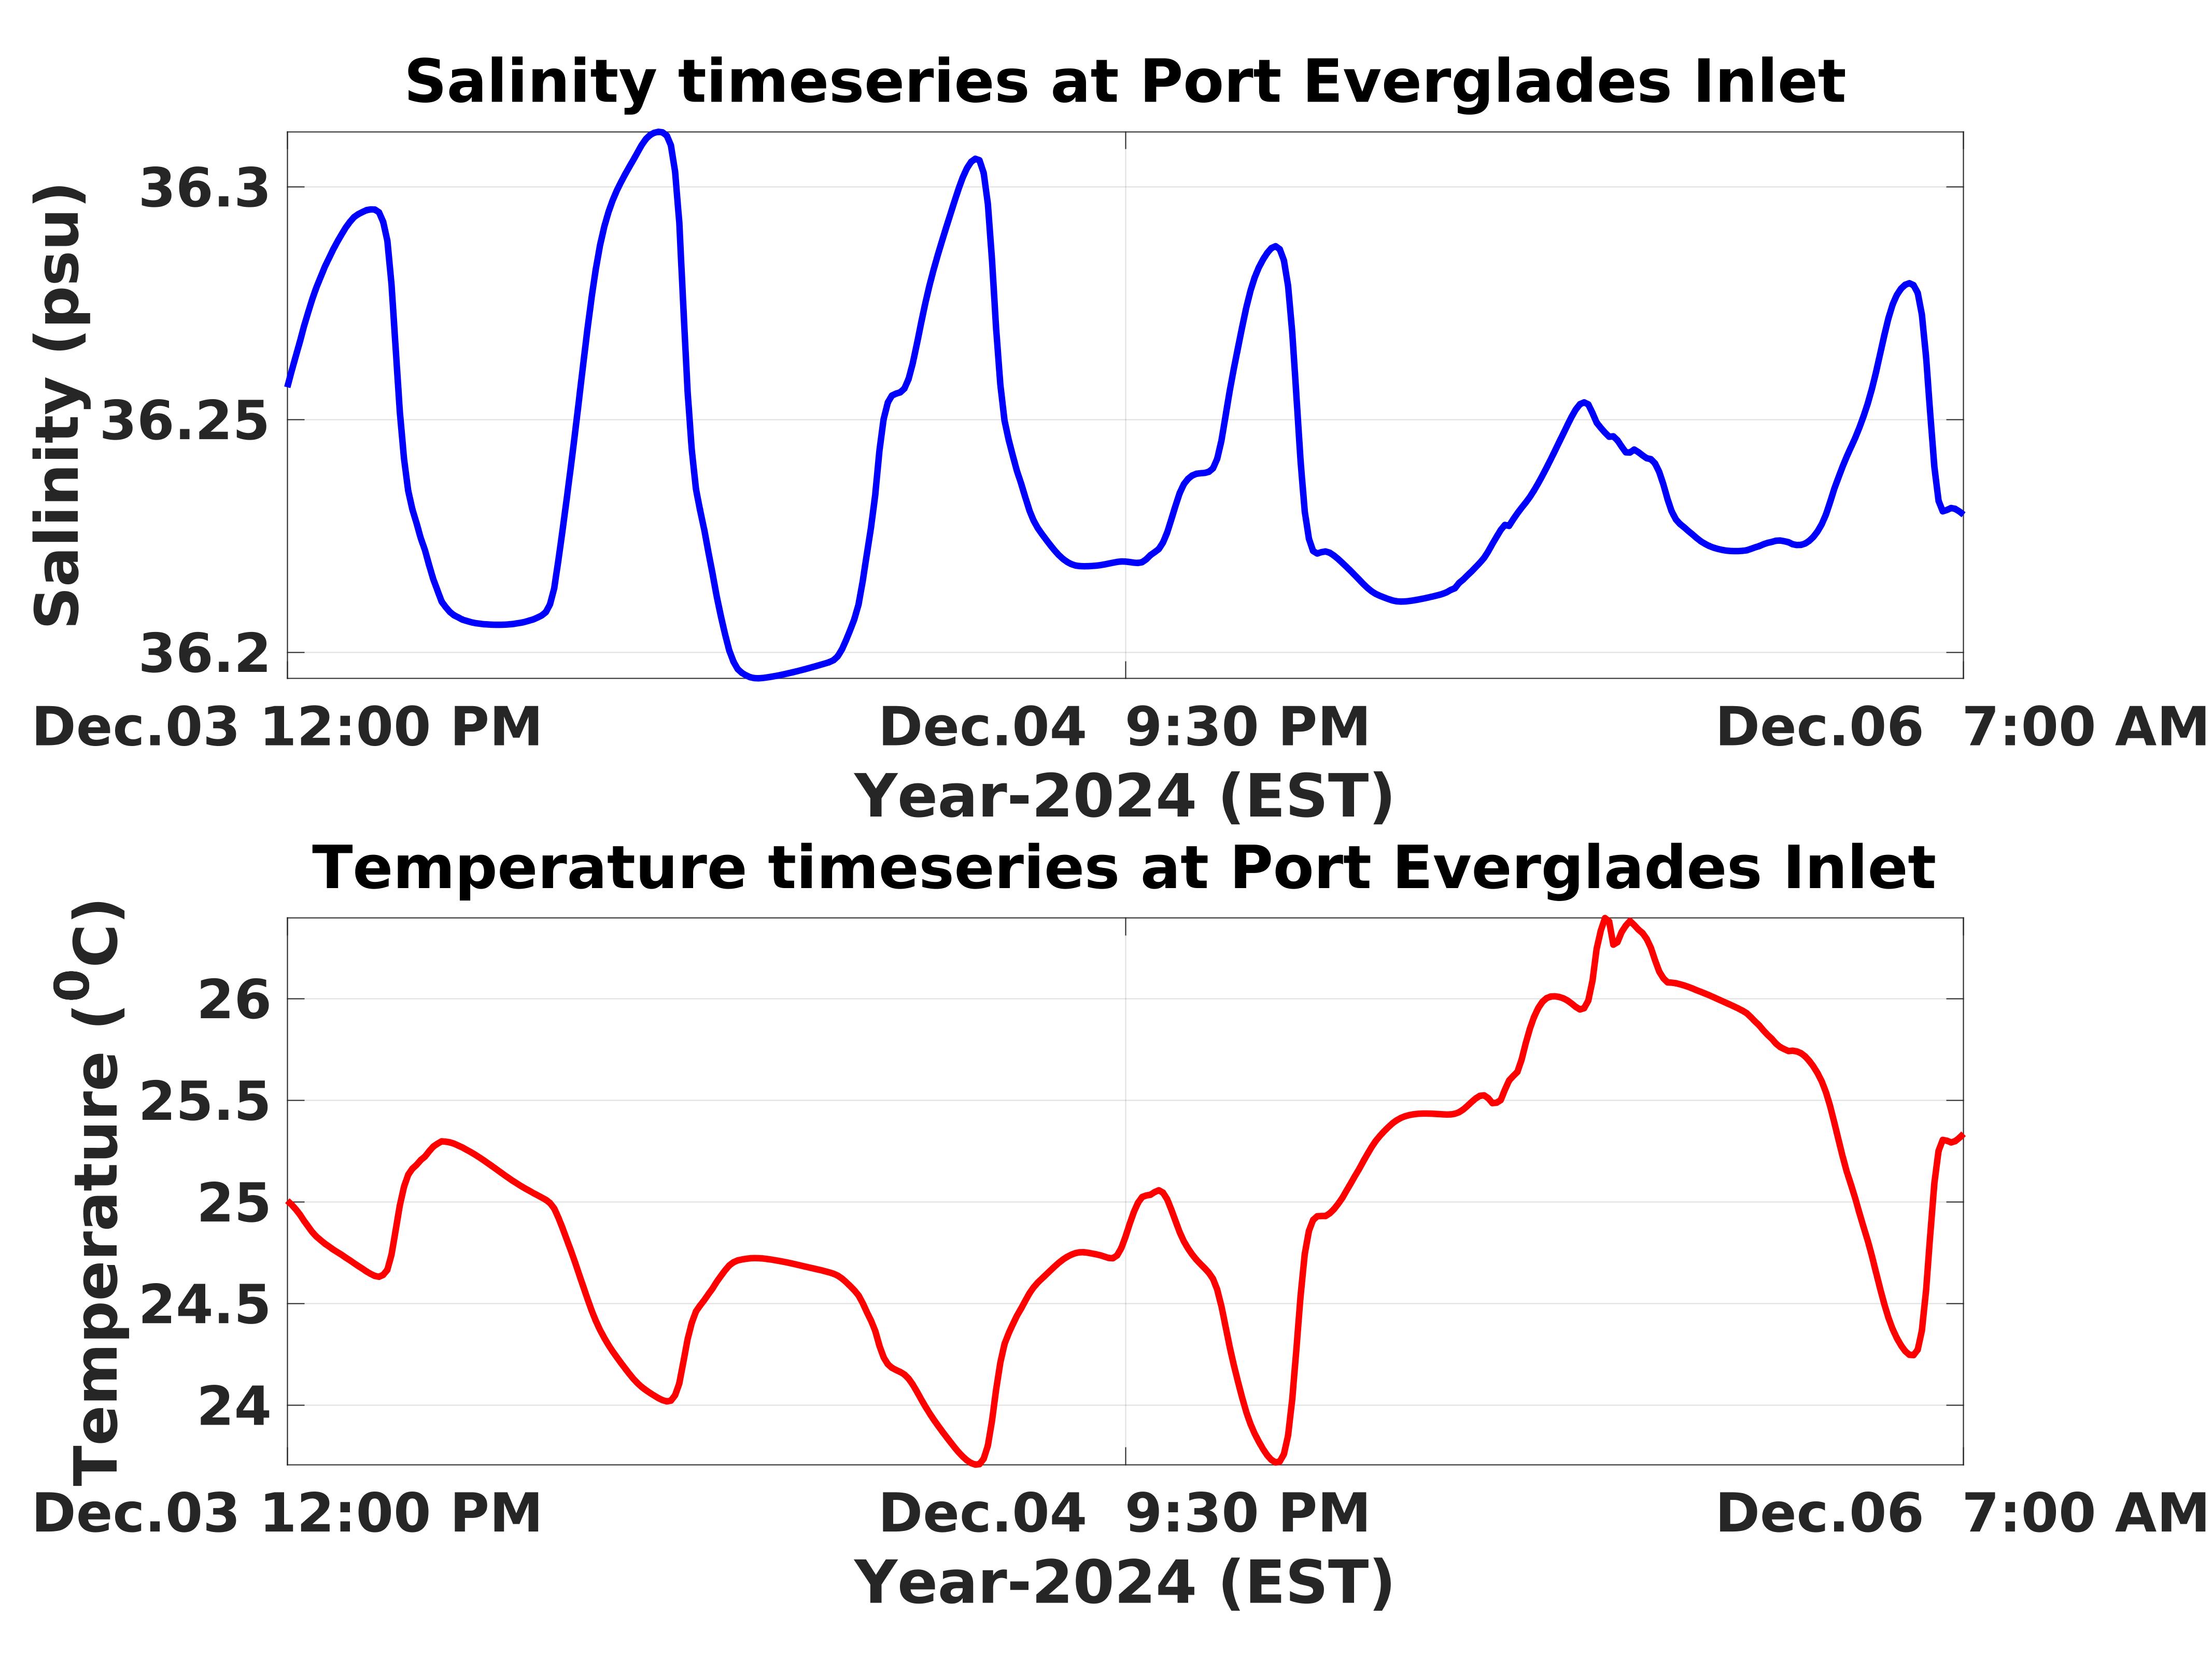 Salinity timeseries at Port Everglades Inlet
Salinity (psu)
36.3
36.25
36.2
Dec.03 12:00 PM
Dec.04  9:30 PM
Dec.06  7:00 AM
Year-2024 (EST)
Temperature timeseries at Port Everglades Inlet
Temperature (⁰C)
26
25.5
25
24.5
24
Dec.03 12:00 PM
Dec.04  9:30 PM
Dec.06  7:00 AM
Year-2024 (EST)